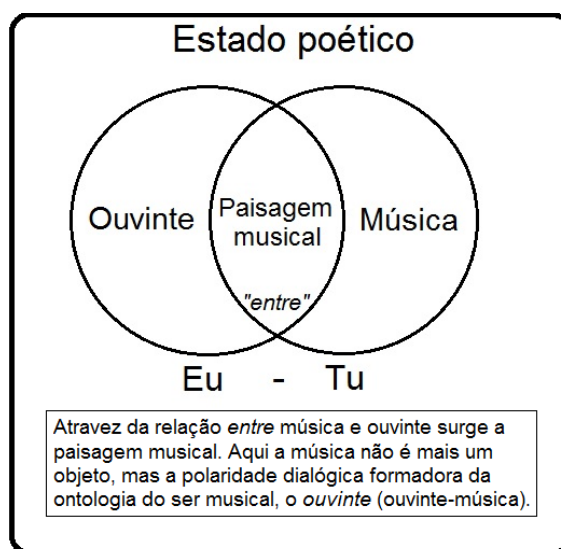 Estado poético
Ouvinte
Paisagem
musical
Música
"entre"
Eu - Tu
Atravez da relação entre música e ouvinte surge a
paisagem musical. Aqui a música não é mais um
objeto, mas a polaridade dialógica formadora da
ontologia do ser musical, o ouvinte (ouvinte-música).